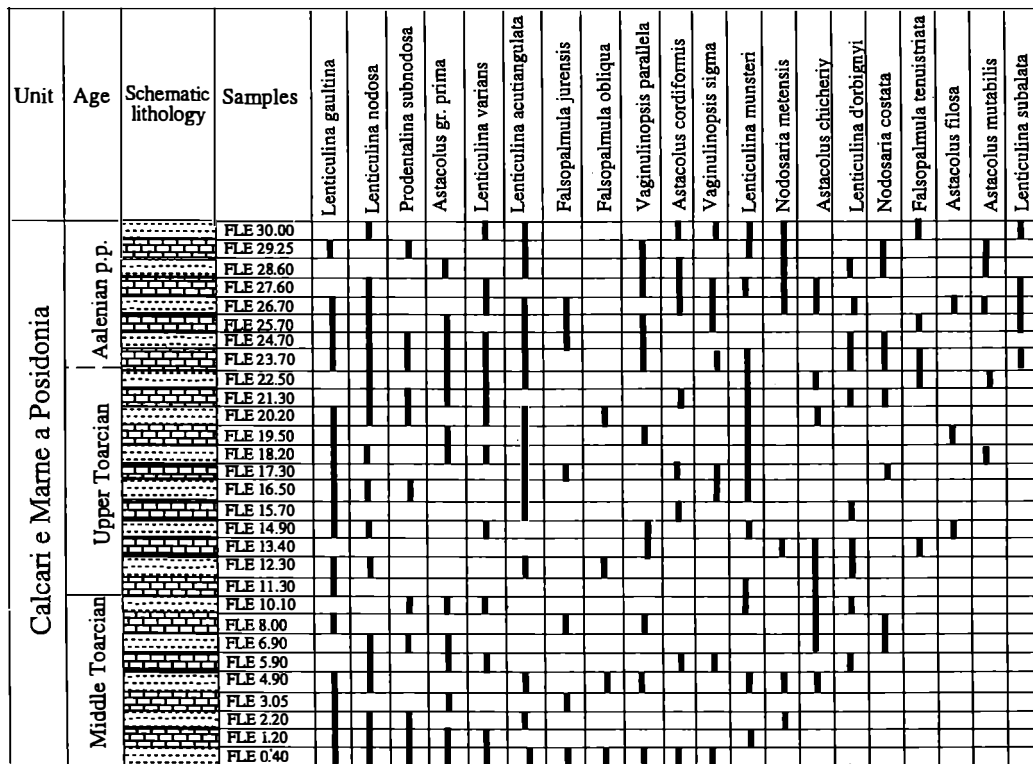 Unit
Age
Schematic
lithology
Samples
Lenticulina gaultina
Lenticulina nodosa
Prodentalina subnodosa
Astacolus gr. prima
Lenticulina varians
Lenticulina acutiangulata
Falsopalmula jurensis
Falsopalmula obliqua
Vaginulinopsis parallela
Astacolus cordiformis
Vaginulinopsis sigma
Lenticulina munsteri
Nodosaria metensis
Astacolus chicheriy
Lenticulina d'orbignyi
Nodosaria costata
Falsopalmula tenuistriata
Astacolus filosa
Astacolus mutabilis
Lenticulina subalata
Calcari e Marne a Posidonia
Aalenian p.p.
Upper Toarcian
Middle Toarcian
FLE 30.00
FLE 29.25
FLE 28.60
FLE 27.60
FLE 26.70
FLE 25.70
FLE 24.70
FLE 23.70
FLE 22.50
FLE 21.30
FLE 20.20
FLE 19.50
FLE 18.20
FLE 17.30
FLE 16.50
FLE 15.70
FLE 14.90
FLE 13.40
FLE 12.30
FLE 11.30
FLE 10.10
FLE 8.00
FLE 6.90
FLE 5.90
FLE 4.90
FLE 3.05
FLE 2.20
FLE 1.20
FLE 0.40